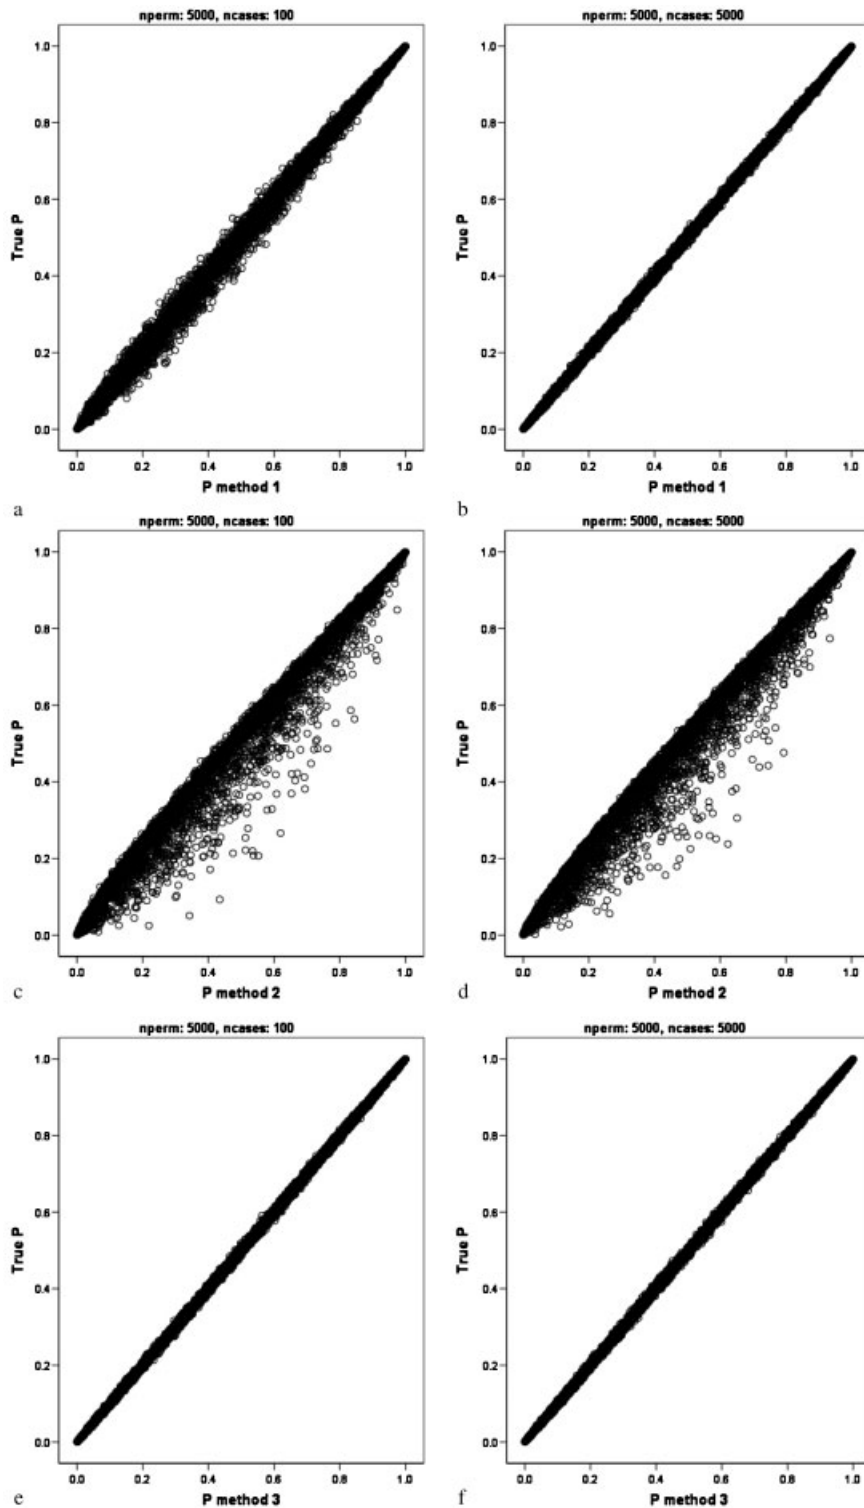 nperm: 5000, ncases: 100
True P
1.0
0.8
0.6
0.4
0.2
0.0
0.0 0.2 0.4 0.6 0.8 1.0
P method 1
a
nperm: 5000, ncases: 5000
True P
1.0
0.8
0.6
0.4
0.2
0.0
0.0 0.2 0.4 0.6 0.8 1.0
P method 1
b
nperm: 5000, ncases: 100
True P
1.0
0.8
0.6
0.4
0.2
0.0
0.0 0.2 0.4 0.6 0.8 1.0
P method 2
c
nperm: 5000, ncases: 5000
True P
1.0
0.8
0.6
0.4
0.2
0.0
0.0 0.2 0.4 0.6 0.8 1.0
P method 2
d
nperm: 5000, ncases: 100
True P
1.0
0.8
0.6
0.4
0.2
0.0
0.0 0.2 0.4 0.6 0.8 1.0
P method 3
e
nperm: 5000, ncases: 5000
True P
1.0
0.8
0.6
0.4
0.2
0.0
0.0 0.2 0.4 0.6 0.8 1.0
P method 3
f